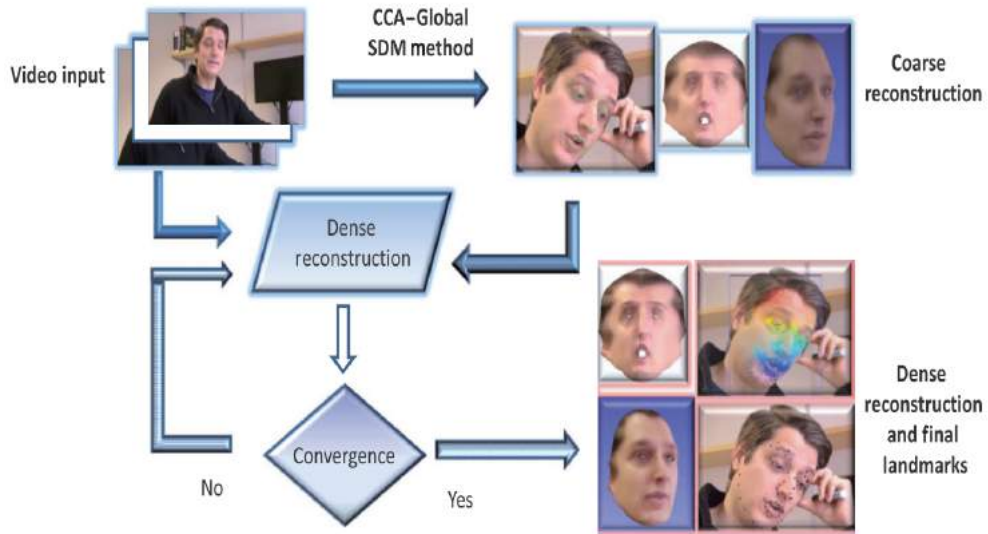 Video input
CCA–Global
SDM method
Coarse
reconstruction
Dense
reconstruction
Convergence
No
Yes
Dense
reconstruction
and final
landmarks